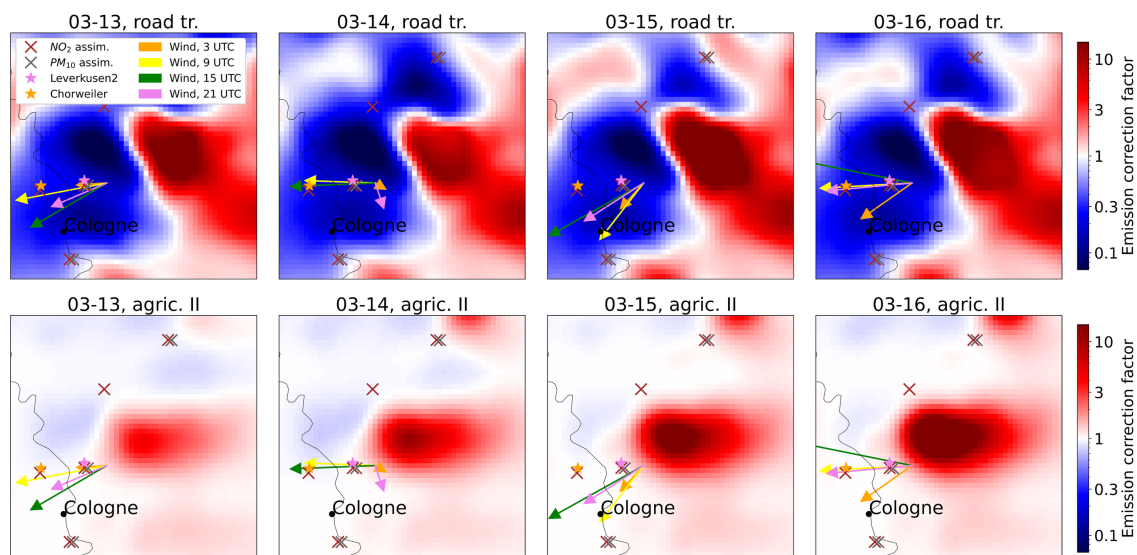 03-13, road tr.
03-14, road tr.
03-15, road tr.
03-16, road tr.
NO₂ assim.
PM₁₀ assim.
Leverkusen2
Chorweiler
Wind, 3 UTC
Wind, 9 UTC
Wind, 15 UTC
Wind, 21 UTC
Cologne
Cologne
Cologne
Cologne
10
3
1
0.3
0.1
Emission correction factor
03-13, agric. II
03-14, agric. II
03-15, agric. II
03-16, agric. II
Cologne
Cologne
Cologne
Cologne
10
3
1
0.3
0.1
Emission correction factor